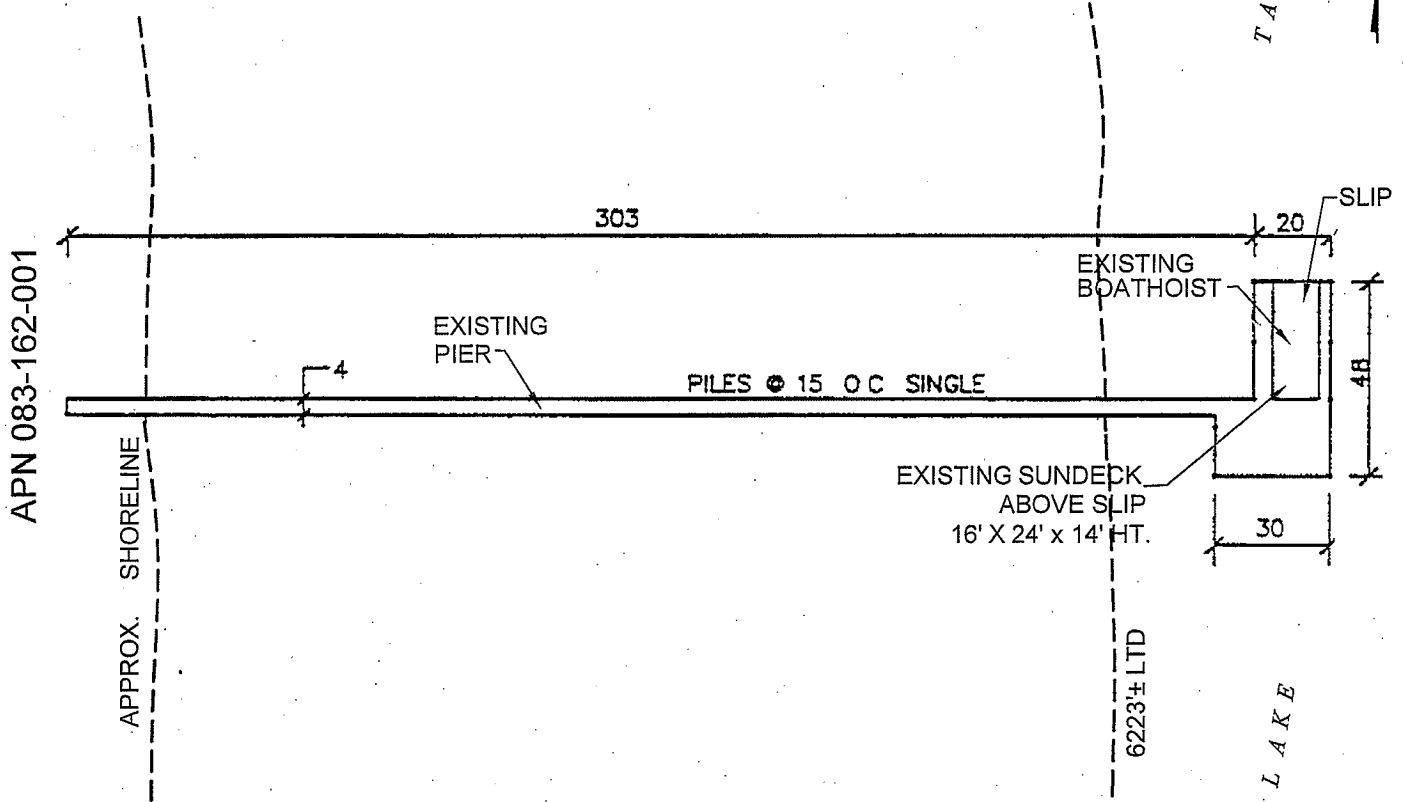 T A
303
20
SLIP
EXISTING
BOATHOIST
APN 083-162-001
EXISTING
PIER
4
PILES @ 15 O C SINGLE
48
APPROX. SHORELINE
EXISTING SUNDECK
ABOVE SLIP
16' X 24' x 14' HT.
30
6223'± LTD
L A K E